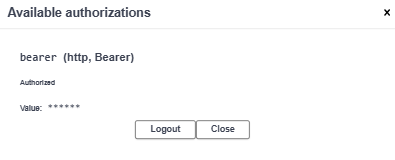 Available authorizations ×
bearer (http, Bearer)
Authorized
Value: ******
Logout Close